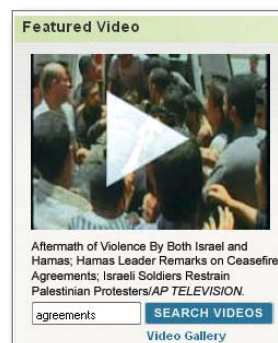 Featured Video
Aftermath of Violence By Both Israel and
Hamas; Hamas Leader Remarks on Ceasefire
Agreements; Israeli Soldiers Restrain
Palestinian Protesters/AP TELEVISION.
agreements SEARCH VIDEOS
Video Gallery